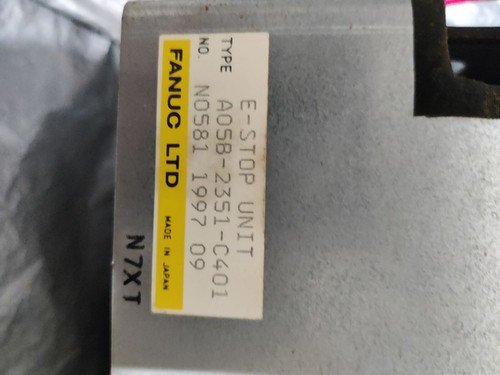 E-STOP UNIT
TYPE A05B-2351-C401
NO. N0581 1997 09
FANUC LTD MADE IN JAPAN
N7XT